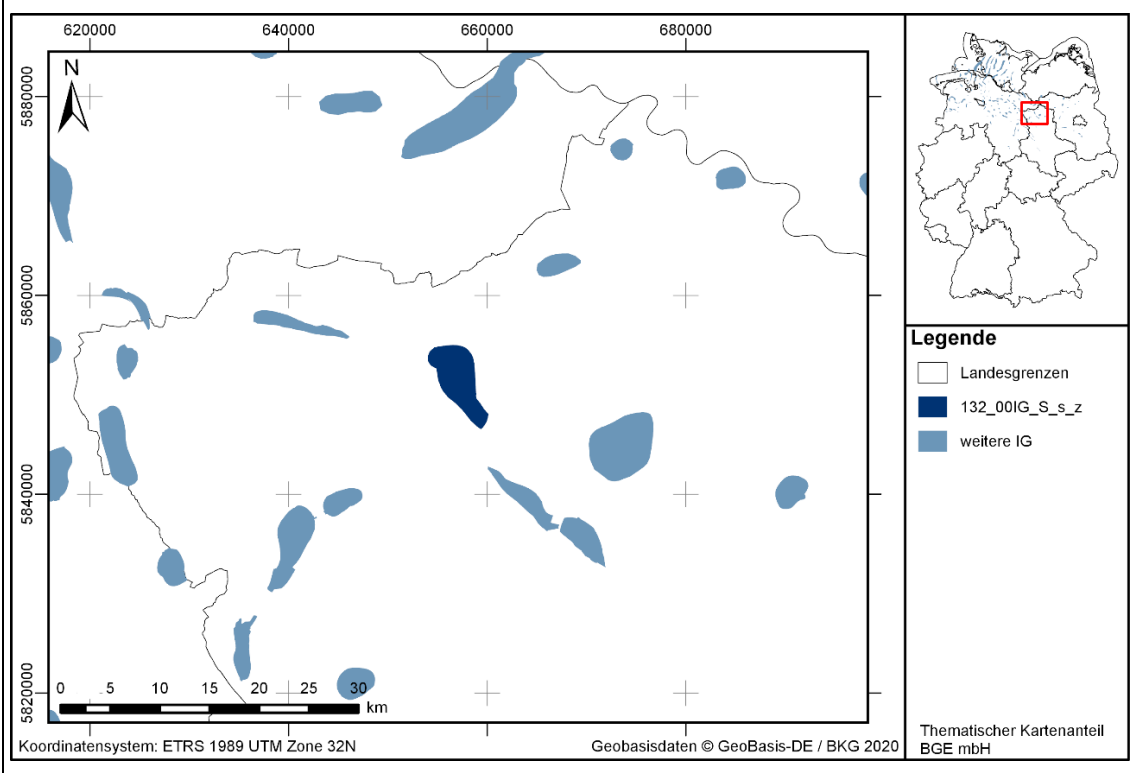 620000 640000 660000 680000
N
5880000
5860000
5840000
5820000
0 5 10 15 20 25 30
km
Koordinatensystem: ETRS 1989 UTM Zone 32N
Geobasisdaten © GeoBasis-DE / BKG 2020
Legende
Landesgrenzen
132_00IG_S_s_z
weitere IG
Thematischer Kartenanteil
BGE mbH